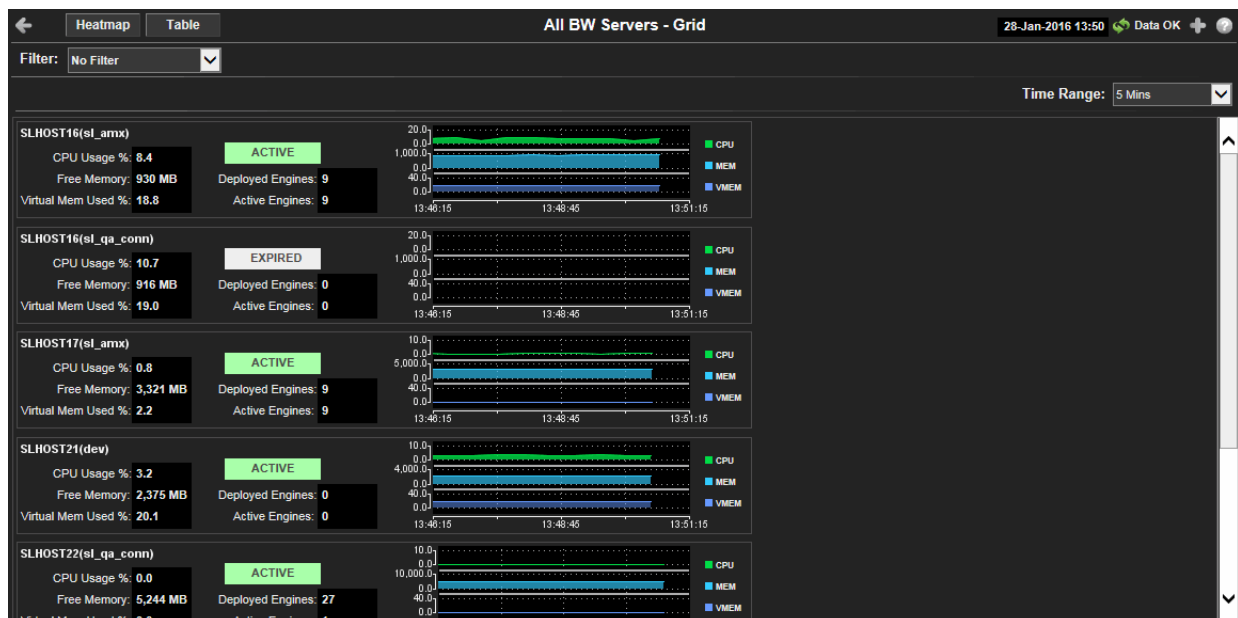 Heatmap Table All BW Servers - Grid 28-Jan-2016 13:50 Data OK
Filter: No Filter
Time Range: 5 Mins
SLHOST16(sl_amx)
CPU Usage %: 8.4 ACTIVE
Free Memory: 930 MB Deployed Engines: 9
Virtual Mem Used %: 18.8 Active Engines: 9
20.0
0.0
1,000.0
0.0
40.0
0.0
13:46:15 13:48:45 13:51:15
CPU
MEM
VMEM
SLHOST16(sl_qa_conn)
CPU Usage %: 10.7 EXPIRED
Free Memory: 916 MB Deployed Engines: 0
Virtual Mem Used %: 19.0 Active Engines: 0
20.0
0.0
1,000.0
0.0
40.0
0.0
13:46:15 13:48:45 13:51:15
CPU
MEM
VMEM
SLHOST17(sl_amx)
CPU Usage %: 0.8 ACTIVE
Free Memory: 3,321 MB Deployed Engines: 9
Virtual Mem Used %: 2.2 Active Engines: 9
10.0
0.0
5,000.0
0.0
40.0
0.0
13:46:15 13:48:45 13:51:15
CPU
MEM
VMEM
SLHOST21(dev)
CPU Usage %: 3.2 ACTIVE
Free Memory: 2,375 MB Deployed Engines: 0
Virtual Mem Used %: 20.1 Active Engines: 0
10.0
0.0
4,000.0
0.0
40.0
0.0
13:46:15 13:48:45 13:51:15
CPU
MEM
VMEM
SLHOST22(sl_qa_conn)
CPU Usage %: 0.0 ACTIVE
Free Memory: 5,244 MB Deployed Engines: 27
10.0
0.0
10,000.0
0.0
40.0
0.0
CPU
MEM
VMEM